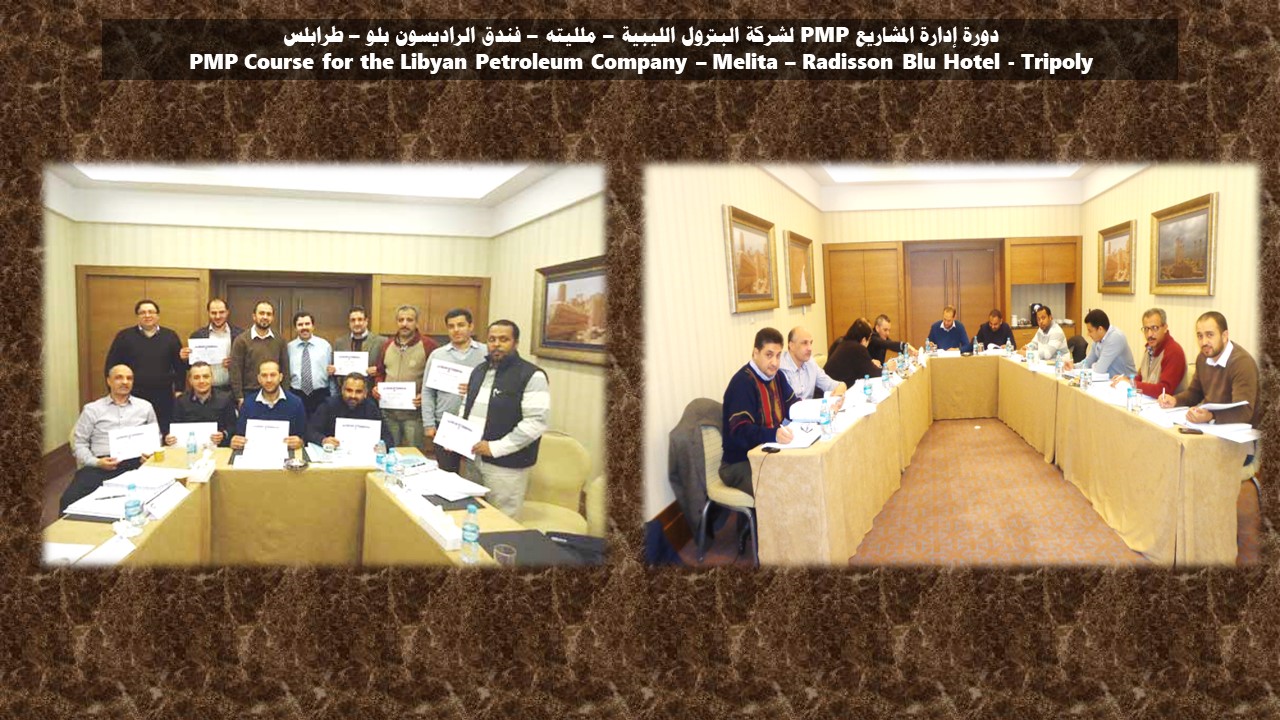 دورة إدارة المشاريع PMP لشركة البترول الليبية – مليته – فندق الراديسون بلو – طرابلس
PMP Course for the Libyan Petroleum Company – Melita – Radisson Blu Hotel - Tripoly